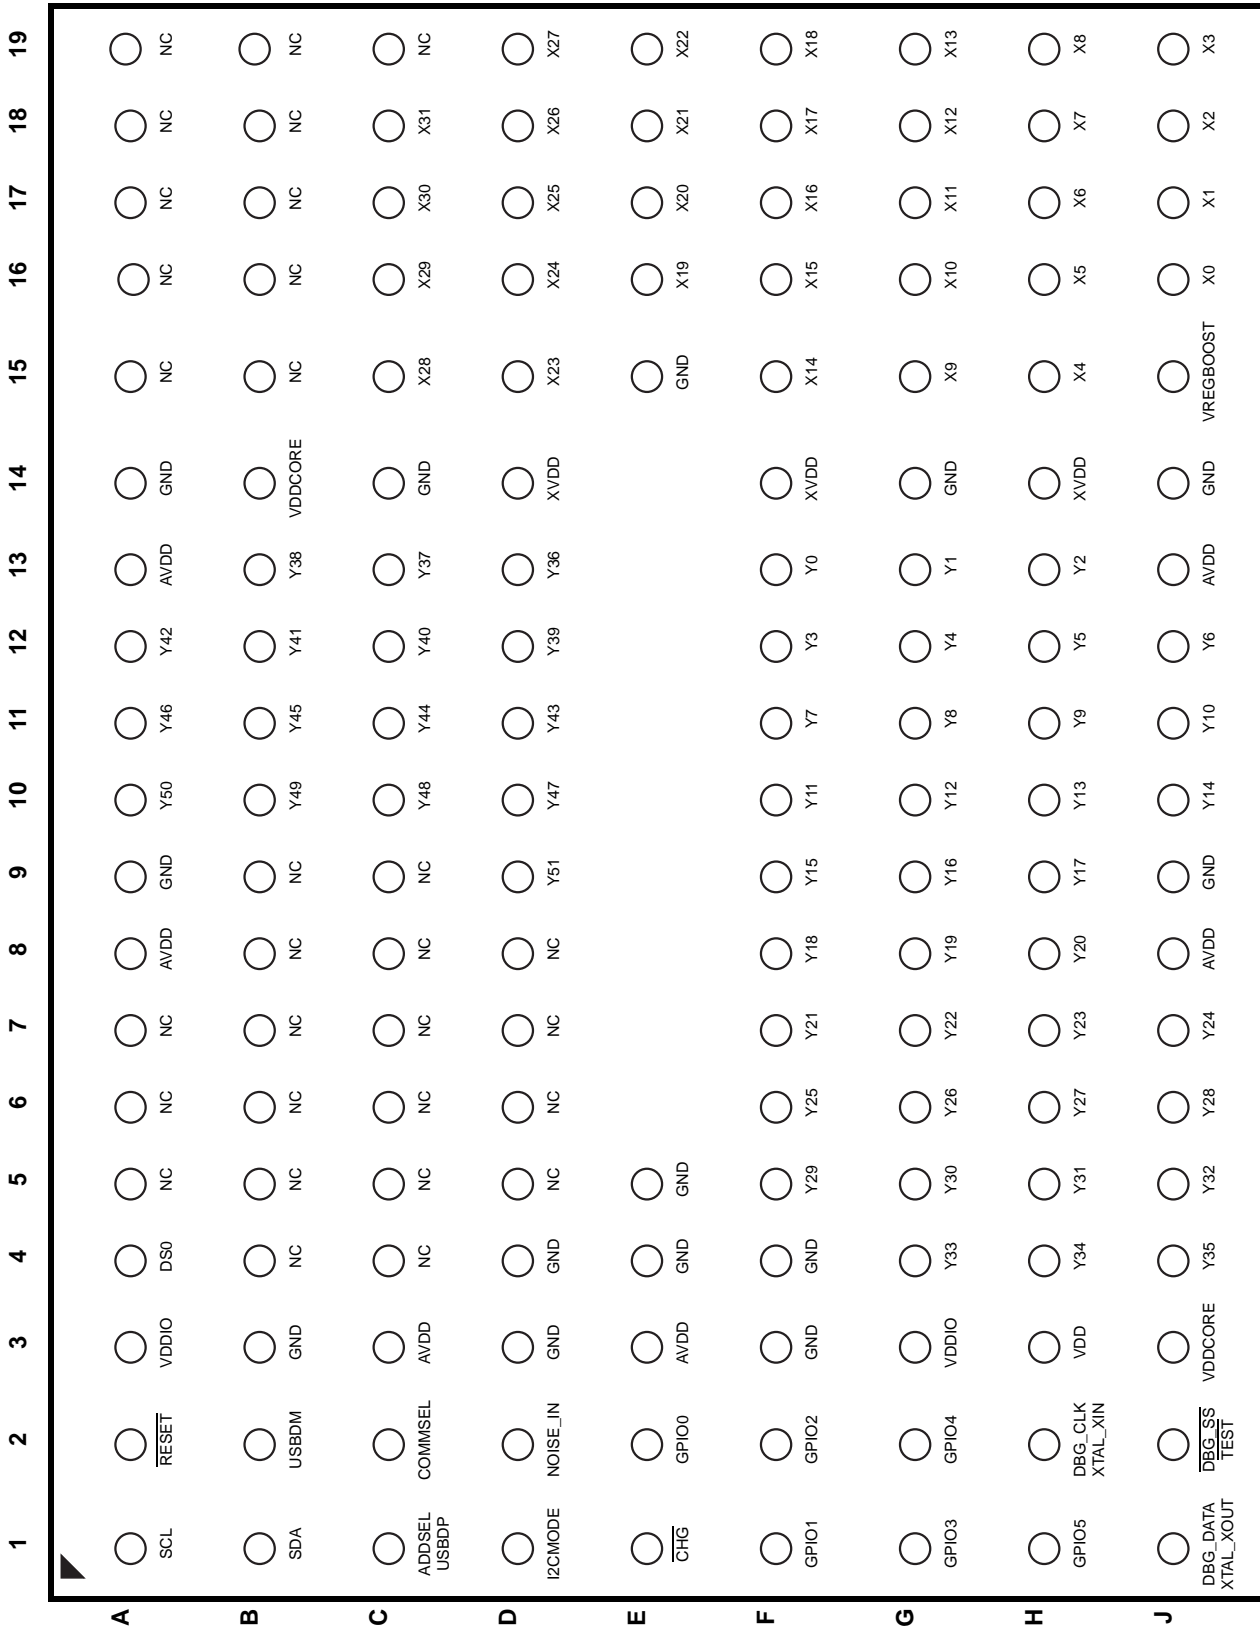 1 2 3 4 5 6 7 8 9 10 11 12 13 14 15 16 17 18 19
A
SCL RESET VDDIO DS0 NC NC NC AVDD GND Y50 Y46 Y42 AVDD GND NC NC NC NC NC
B
SDA USBDM GND NC NC NC NC NC NC Y49 Y45 Y41 Y38 VDDCORE NC NC NC NC NC
C
ADDSEL COMMSEL AVDD NC NC NC NC NC NC Y48 Y44 Y40 Y37 GND X28 X29 X30 X31 NC
USBDP
D
I2CMODE NOISE_IN GND GND NC NC NC NC Y51 Y47 Y43 Y39 Y36 XVDD X23 X24 X25 X26 X27
E
CHG GPIO0 AVDD GND GND GND X19 X20 X21 X22
F
GPIO1 GPIO2 GND GND Y29 Y25 Y21 Y18 Y15 Y11 Y7 Y3 Y0 XVDD X14 X15 X16 X17 X18
G
GPIO3 GPIO4 VDDIO Y33 Y30 Y26 Y22 Y19 Y16 Y12 Y8 Y4 Y1 GND X9 X10 X11 X12 X13
H
GPIO5 DBG_CLK VDD Y34 Y31 Y27 Y23 Y20 Y17 Y13 Y9 Y5 Y2 XVDD X4 X5 X6 X7 X8
XTAL_XIN
J
DBG_DATA DBG_SS VDDCORE Y35 Y32 Y28 Y24 AVDD GND Y14 Y10 Y6 AVDD GND VREGBOOST X0 X1 X2 X3
XTAL_XOUT TEST